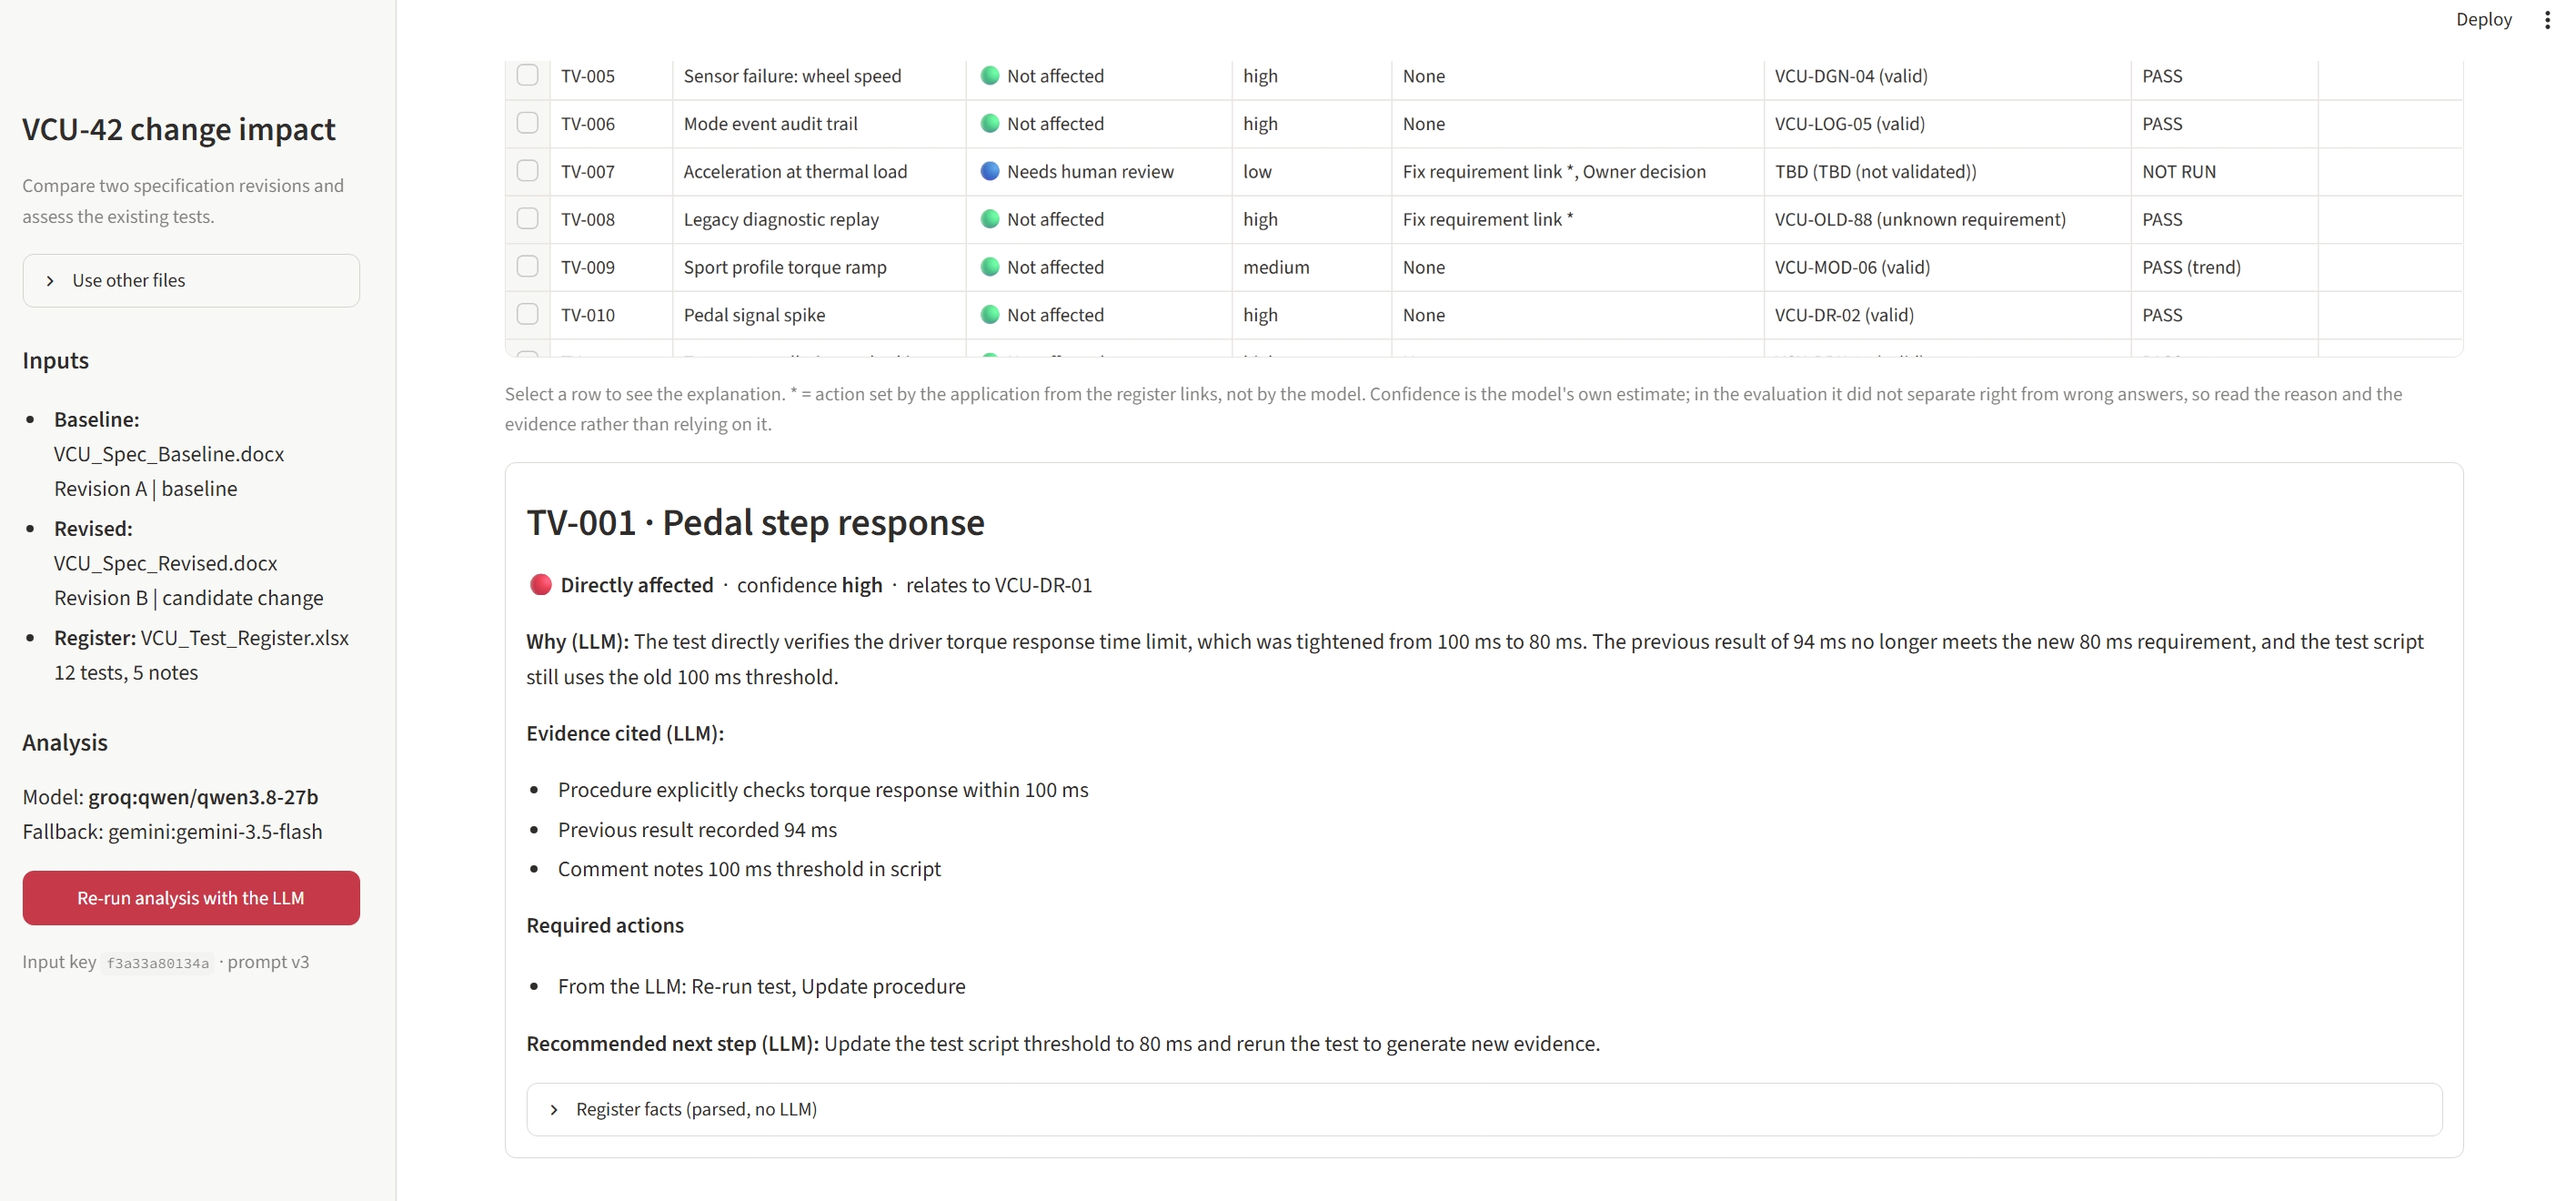 Deploy
VCU-42 change impact
Compare two specification revisions and
assess the existing tests.
Use other files
Inputs
• Baseline:
VCU_Spec_Baseline.docx
Revision A | baseline
• Revised:
VCU_Spec_Revised.docx
Revision B | candidate change
• Register: VCU_Test_Register.xlsx
12 tests, 5 notes
Analysis
Model: groq:qwen/qwen3.8-27b
Fallback: gemini:gemini-3.5-flash
Re-run analysis with the LLM
Input key f3a33a80134a · prompt v3
TV-005 Sensor failure: wheel speed Not affected high None VCU-DGN-04 (valid) PASS
TV-006 Mode event audit trail Not affected high None VCU-LOG-05 (valid) PASS
TV-007 Acceleration at thermal load Needs human review low Fix requirement link *, Owner decision TBD (TBD (not validated)) NOT RUN
TV-008 Legacy diagnostic replay Not affected high Fix requirement link * VCU-OLD-88 (unknown requirement) PASS
TV-009 Sport profile torque ramp Not affected medium None VCU-MOD-06 (valid) PASS (trend)
TV-010 Pedal signal spike Not affected high None VCU-DR-02 (valid) PASS
Select a row to see the explanation. * = action set by the application from the register links, not by the model. Confidence is the model's own estimate; in the evaluation it did not separate right from wrong answers, so read the reason and the
evidence rather than relying on it.
TV-001 · Pedal step response
Directly affected · confidence high · relates to VCU-DR-01
Why (LLM): The test directly verifies the driver torque response time limit, which was tightened from 100 ms to 80 ms. The previous result of 94 ms no longer meets the new 80 ms requirement, and the test script
still uses the old 100 ms threshold.
Evidence cited (LLM):
• Procedure explicitly checks torque response within 100 ms
• Previous result recorded 94 ms
• Comment notes 100 ms threshold in script
Required actions
• From the LLM: Re-run test, Update procedure
Recommended next step (LLM): Update the test script threshold to 80 ms and rerun the test to generate new evidence.
Register facts (parsed, no LLM)